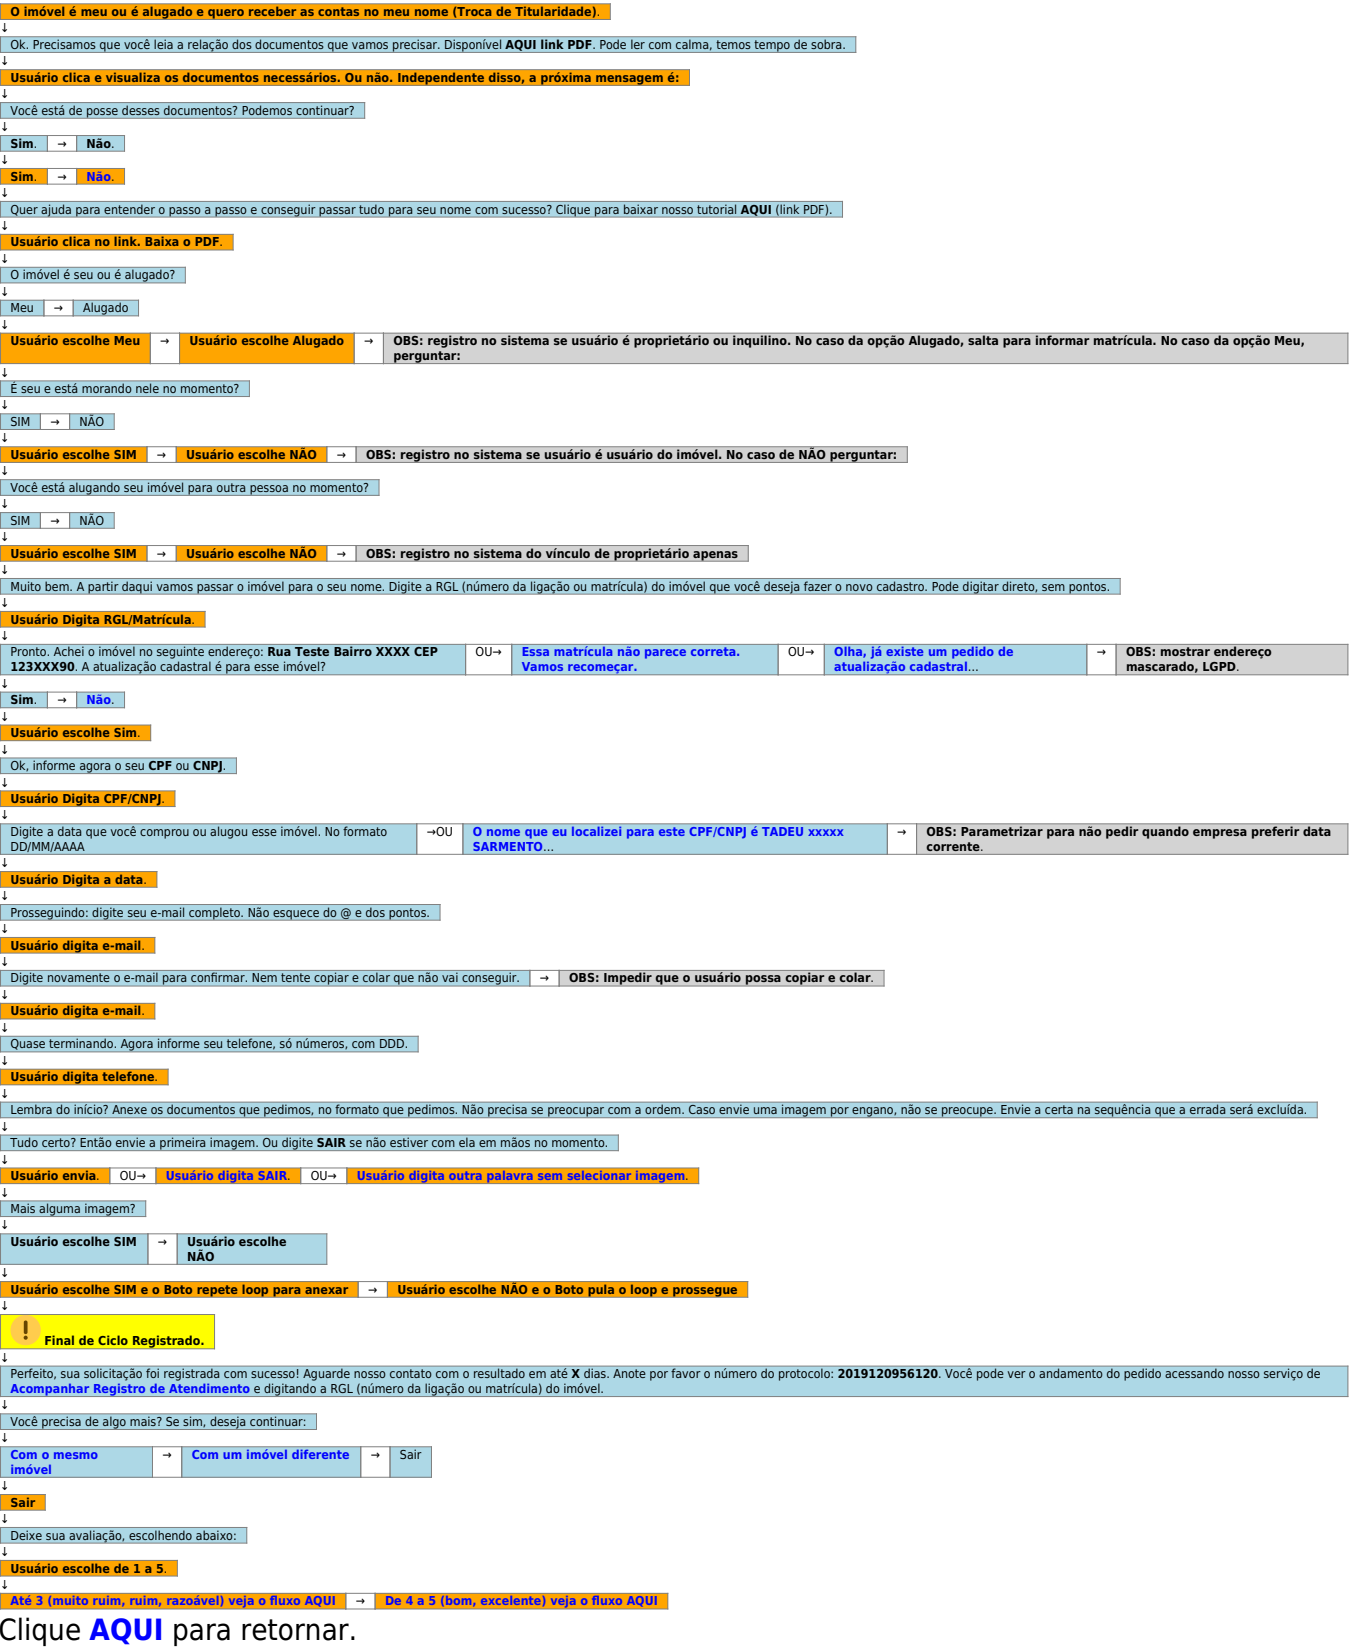 O imóvel é meu ou é alugado e quero receber as contas no meu nome (Troca de Titularidade).
↓
Ok. Precisamos que você leia a relação dos documentos que vamos precisar. Disponível AQUI link PDF. Pode ler com calma, temos tempo de sobra.
↓
Usuário clica e visualiza os documentos necessários. Ou não. Independente disso, a próxima mensagem é:
↓
Você está de posse desses documentos? Podemos continuar?
↓
Sim. → Não.
↓
Sim. → Não.
↓
Quer ajuda para entender o passo a passo e conseguir passar tudo para seu nome com sucesso? Clique para baixar nosso tutorial AQUI (link PDF).
↓
Usuário clica no link. Baixa o PDF.
↓
O imóvel é seu ou é alugado?
↓
Meu → Alugado
↓
Usuário escolhe Meu → Usuário escolhe Alugado → OBS: registro no sistema se usuário é proprietário ou inquilino. No caso da opção Alugado, salta para informar matrícula. No caso da opção Meu,
perguntar:
↓
É seu e está morando nele no momento?
↓
SIM → NÃO
↓
Usuário escolhe SIM → Usuário escolhe NÃO → OBS: registro no sistema se usuário é usuário do imóvel. No caso de NÃO perguntar:
↓
Você está alugando seu imóvel para outra pessoa no momento?
↓
SIM → NÃO
↓
Usuário escolhe SIM → Usuário escolhe NÃO → OBS: registro no sistema do vínculo de proprietário apenas
↓
Muito bem. A partir daqui vamos passar o imóvel para o seu nome. Digite a RGL (número da ligação ou matrícula) do imóvel que você deseja fazer o novo cadastro. Pode digitar direto, sem pontos.
↓
Usuário Digita RGL/Matrícula.
↓
Pronto. Achei o imóvel no seguinte endereço: Rua Teste Bairro XXXX CEP
123XXX90. A atualização cadastral é para esse imóvel?
OU→
Essa matrícula não parece correta.
Vamos recomeçar.
OU→
Olha, já existe um pedido de
atualização cadastral...
→
OBS: mostrar endereço
mascarado, LGPD.
↓
Sim. → Não.
↓
Usuário escolhe Sim.
↓
Ok, informe agora o seu CPF ou CNPJ.
↓
Usuário Digita CPF/CNPJ.
↓
Digite a data que você comprou ou alugou esse imóvel. No formato
DD/MM/AAAA
→OU
O nome que eu localizei para este CPF/CNPJ é TADEU xxxxx
SARMENTO...
→
OBS: Parametrizar para não pedir quando empresa preferir data
corrente.
↓
Usuário Digita a data.
↓
Prosseguindo: digite seu e-mail completo. Não esquece do @ e dos pontos.
↓
Usuário digita e-mail.
↓
Digite novamente o e-mail para confirmar. Nem tente copiar e colar que não vai conseguir. → OBS: Impedir que o usuário possa copiar e colar.
↓
Usuário digita e-mail.
↓
Quase terminando. Agora informe seu telefone, só números, com DDD.
↓
Usuário digita telefone.
↓
Lembra do início? Anexe os documentos que pedimos, no formato que pedimos. Não precisa se preocupar com a ordem. Caso envie uma imagem por engano, não se preocupe. Envie a certa na sequência que a errada será excluída.
↓
Tudo certo? Então envie a primeira imagem. Ou digite SAIR se não estiver com ela em mãos no momento.
↓
Usuário envia. OU→ Usuário digita SAIR. OU→ Usuário digita outra palavra sem selecionar imagem.
↓
Mais alguma imagem?
↓
Usuário escolhe SIM → Usuário escolhe
NÃO
↓
Usuário escolhe SIM e o Boto repete loop para anexar → Usuário escolhe NÃO e o Boto pula o loop e prossegue
↓
! Final de Ciclo Registrado.
↓
Perfeito, sua solicitação foi registrada com sucesso! Aguarde nosso contato com o resultado em até X dias. Anote por favor o número do protocolo: 2019120956120. Você pode ver o andamento do pedido acessando nosso serviço de
Acompanhar Registro de Atendimento e digitando a RGL (número da ligação ou matrícula) do imóvel.
↓
Você precisa de algo mais? Se sim, deseja continuar:
↓
Com o mesmo
imóvel
→ Com um imóvel diferente → Sair
↓
Sair
↓
Deixe sua avaliação, escolhendo abaixo:
↓
Usuário escolhe de 1 a 5.
↓
Até 3 (muito ruim, ruim, razoável) veja o fluxo AQUI → De 4 a 5 (bom, excelente) veja o fluxo AQUI
Clique AQUI para retornar.